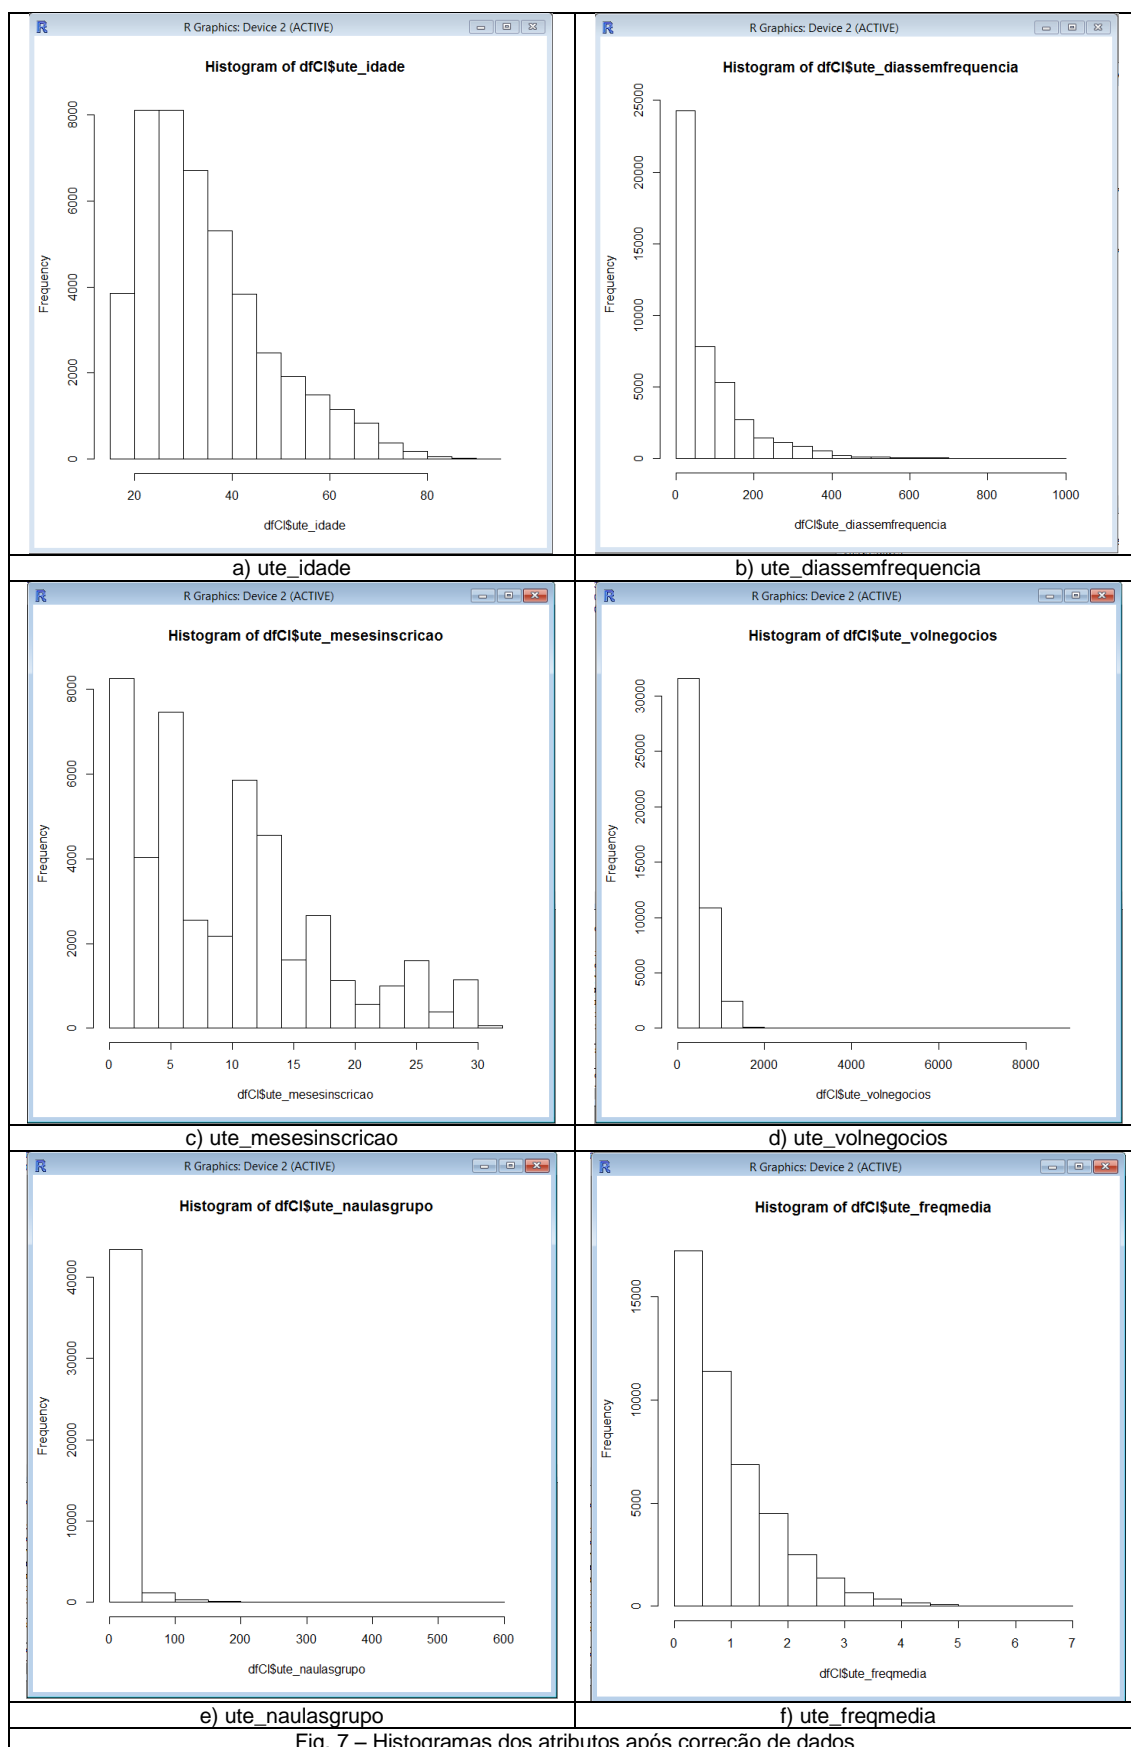 R Graphics: Device 2 (ACTIVE)
Histogram of dfCl$ute_idade
Frequency
0 2000 4000 6000 8000
20 40 60 80
dfCl$ute_idade
a) ute_idade
R Graphics: Device 2 (ACTIVE)
Histogram of dfCl$ute_diassemfrequencia
Frequency
0 5000 10000 15000 20000 25000
0 200 400 600 800 1000
dfCl$ute_diassemfrequencia
b) ute_diassemfrequencia
R Graphics: Device 2 (ACTIVE)
Histogram of dfCl$ute_mesesinscricao
Frequency
0 2000 4000 6000 8000
0 5 10 15 20 25 30
dfCl$ute_mesesinscricao
c) ute_mesesinscricao
R Graphics: Device 2 (ACTIVE)
Histogram of dfCl$ute_volnegocios
Frequency
0 5000 10000 15000 20000 25000 30000
0 2000 4000 6000 8000
dfCl$ute_volnegocios
d) ute_volnegocios
R Graphics: Device 2 (ACTIVE)
Histogram of dfCl$ute_naulasgrupo
Frequency
0 10000 20000 30000 40000
0 100 200 300 400 500 600
dfCl$ute_naulasgrupo
e) ute_naulasgrupo
R Graphics: Device 2 (ACTIVE)
Histogram of dfCl$ute_freqmedia
Frequency
0 5000 10000 15000
0 1 2 3 4 5 6 7
dfCl$ute_freqmedia
f) ute_freqmedia
Fig. 7 – Histogramas dos atributos após correção de dados